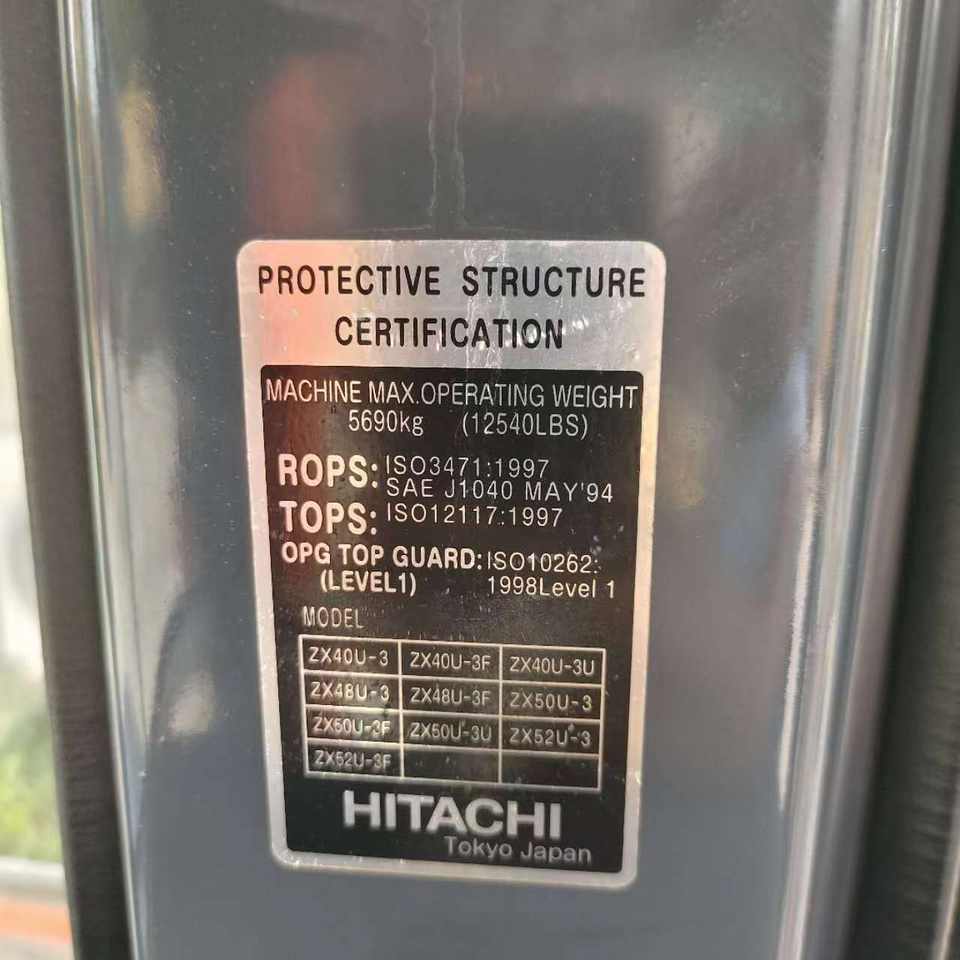 PROTECTIVE STRUCTURE
CERTIFICATION
MACHINE MAX.OPERATING WEIGHT
5690kg (12540LBS)
ROPS: ISO3471:1997
SAE J1040 MAY'94
TOPS: ISO12117:1997
OPG TOP GUARD: ISO10262:
(LEVEL1) 1998Level 1
MODEL
ZX40U-3 ZX40U-3F ZX40U-3U
ZX48U-3 ZX48U-3F ZX50U-3
ZX50U-3F ZX50U-3U ZX52U-3
ZX52U-3F
HITACHI
Tokyo Japan